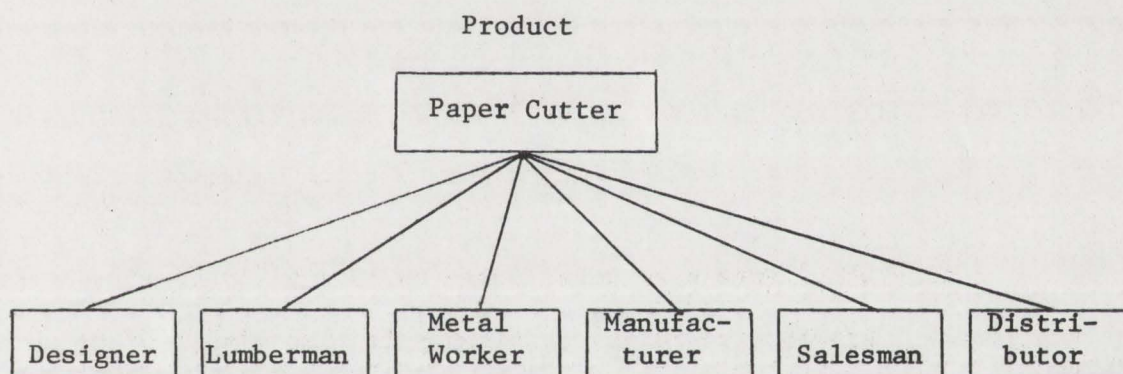 Product
Paper Cutter
Designer
Lumberman
Metal
Worker
Manufac-
turer
Salesman
Distri-
butor